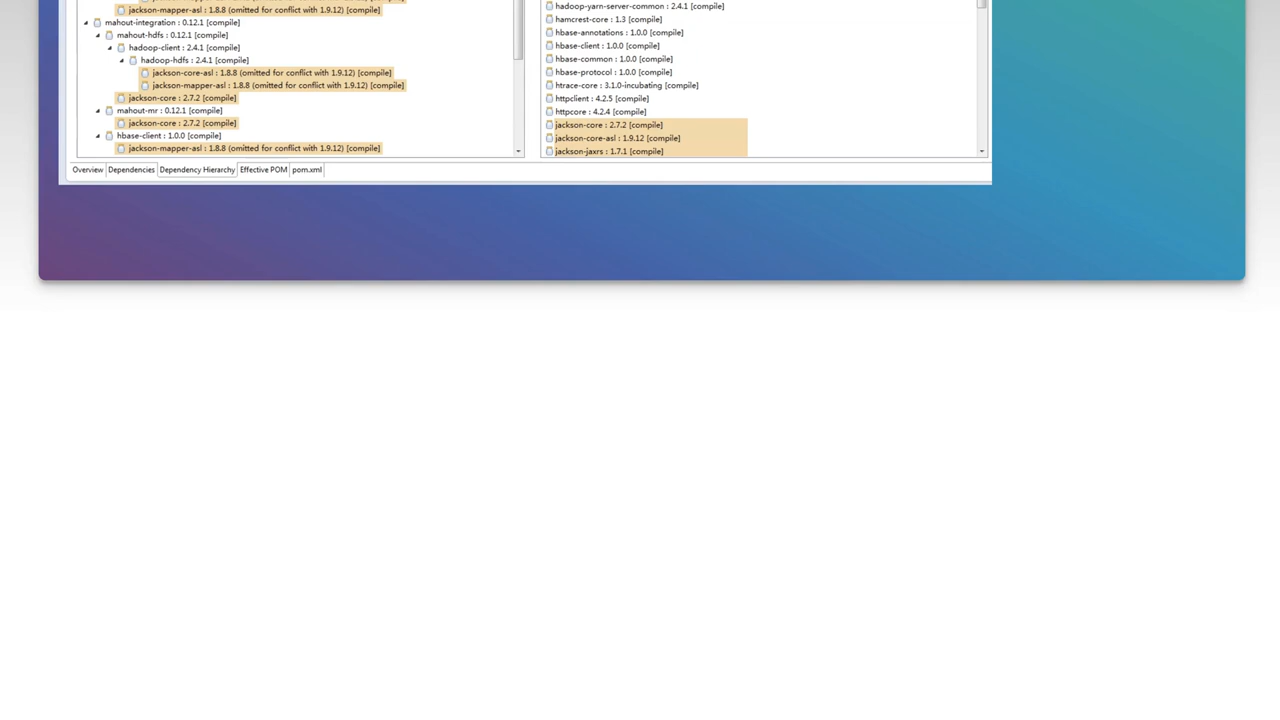 jackson-mapper-asl : 1.8.8 (omitted for conflict with 1.9.12) [compile]
mahout-integration : 0.12.1 [compile]
mahout-hdfs : 0.12.1 [compile]
hadoop-client : 2.4.1 [compile]
hadoop-hdfs : 2.4.1 [compile]
jackson-core-asl : 1.8.8 (omitted for conflict with 1.9.12) [compile]
jackson-mapper-asl : 1.8.8 (omitted for conflict with 1.9.12) [compile]
jackson-core : 2.7.2 [compile]
mahout-mr : 0.12.1 [compile]
jackson-core : 2.7.2 [compile]
hbase-client : 1.0.0 [compile]
jackson-mapper-asl : 1.8.8 (omitted for conflict with 1.9.12) [compile]
hadoop-yarn-server-common : 2.4.1 [compile]
hamcrest-core : 1.3 [compile]
hbase-annotations : 1.0.0 [compile]
hbase-client : 1.0.0 [compile]
hbase-common : 1.0.0 [compile]
hbase-protocol : 1.0.0 [compile]
htrace-core : 3.1.0-incubating [compile]
httpclient : 4.2.5 [compile]
httpcore : 4.2.4 [compile]
jackson-core : 2.7.2 [compile]
jackson-core-asl : 1.9.12 [compile]
jackson-jaxrs : 1.7.1 [compile]
Overview Dependencies Dependency Hierarchy Effective POM pom.xml